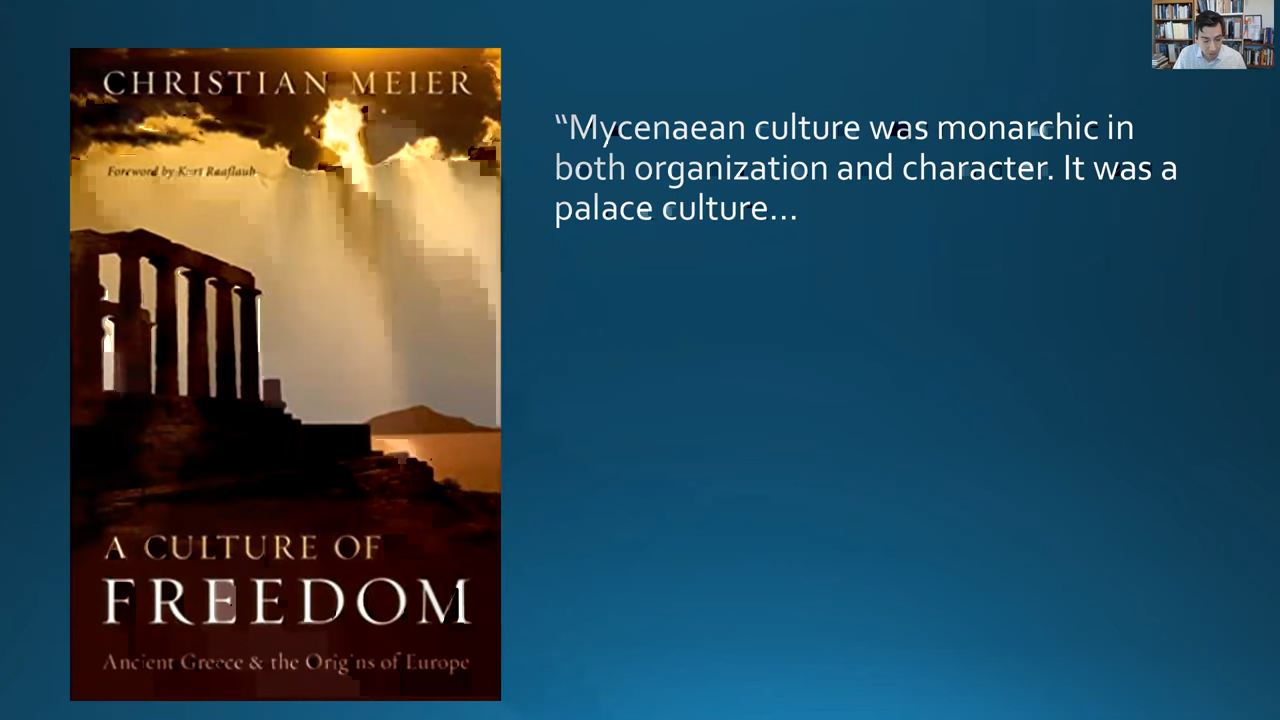 CHRISTIAN MEIER
Foreword by Kurt Raaflaub
A CULTURE OF
FREEDOM
Ancient Greece & the Origins of Europe
“Mycenaean culture was monarchic in
both organization and character. It was a
palace culture…